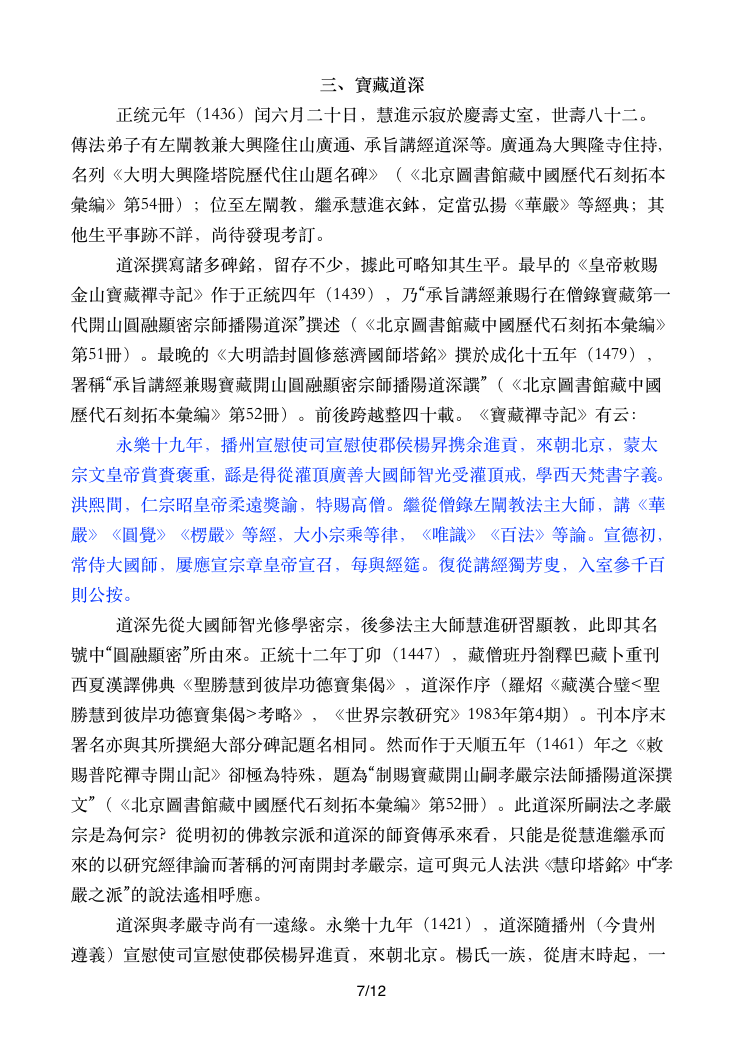 三、寶藏道深
正统元年（1436）闰六月二十日，慧進示寂於慶壽丈室，世壽八十二。
傳法弟子有左闡教兼大興隆住山廣通、承旨講經道深等。廣通為大興隆寺住持，
名列《大明大興隆塔院歷代住山題名碑》（《北京圖書館藏中國歷代石刻拓本
彙編》第54冊）；位至左闡教，繼承慧進衣鉢，定當弘揚《華嚴》等經典；其
他生平事跡不詳，尚待發現考訂。
道深撰寫諸多碑銘，留存不少，據此可略知其生平。最早的《皇帝敕賜
金山寶藏禪寺記》作于正統四年（1439），乃“承旨講經兼賜行在僧錄寶藏第一
代開山圓融顯密宗師播陽道深”撰述（《北京圖書館藏中國歷代石刻拓本彙編》
第51冊）。最晚的《大明誥封圓修慈濟國師塔銘》撰於成化十五年（1479），
署稱“承旨講經兼賜寶藏開山圓融顯密宗師播陽道深譔”（《北京圖書館藏中國
歷代石刻拓本彙編》第52冊）。前後跨越整四十載。《寶藏禪寺記》有云：
永樂十九年，播州宣慰使司宣慰使郡侯楊昇携余進貢，來朝北京，蒙太
宗文皇帝賞賚褒重，繇是得從灌頂廣善大國師智光受灌頂戒，學西天梵書字義。
洪熙間，仁宗昭皇帝柔遠獎諭，特賜高僧。繼從僧錄左闡教法主大師，講《華
嚴》《圓覺》《楞嚴》等經，大小宗乘等律，《唯識》《百法》等論。宣德初，
常侍大國師，屢應宣宗章皇帝宣召，每與經筵。復從講經獨芳叟，入室參千百
則公按。
道深先從大國師智光修學密宗，後參法主大師慧進研習顯教，此即其名
號中“圓融顯密”所由來。正統十二年丁卯（1447），藏僧班丹劄釋巴藏卜重刊
西夏漢譯佛典《聖勝慧到彼岸功德寶集偈》，道深作序（羅炤《藏漢合璧<聖
勝慧到彼岸功德寶集偈>考略》，《世界宗教研究》1983年第4期）。刊本序末
署名亦與其所撰絕大部分碑記題名相同。然而作于天順五年（1461）年之《敕
賜普陀禪寺開山記》卻極為特殊，題為“制賜寶藏開山嗣孝嚴宗法師播陽道深撰
文”（《北京圖書館藏中國歷代石刻拓本彙編》第52冊）。此道深所嗣法之孝嚴
宗是為何宗？從明初的佛教宗派和道深的師資傳承來看，只能是從慧進繼承而
來的以研究經律論而著稱的河南開封孝嚴宗，這可與元人法洪《慧印塔銘》中“孝
嚴之派”的說法遙相呼應。
道深與孝嚴寺尚有一遠緣。永樂十九年（1421），道深隨播州（今貴州
遵義）宣慰使司宣慰使郡侯楊昇進貢，來朝北京。楊氏一族，從唐末時起，一
7/12